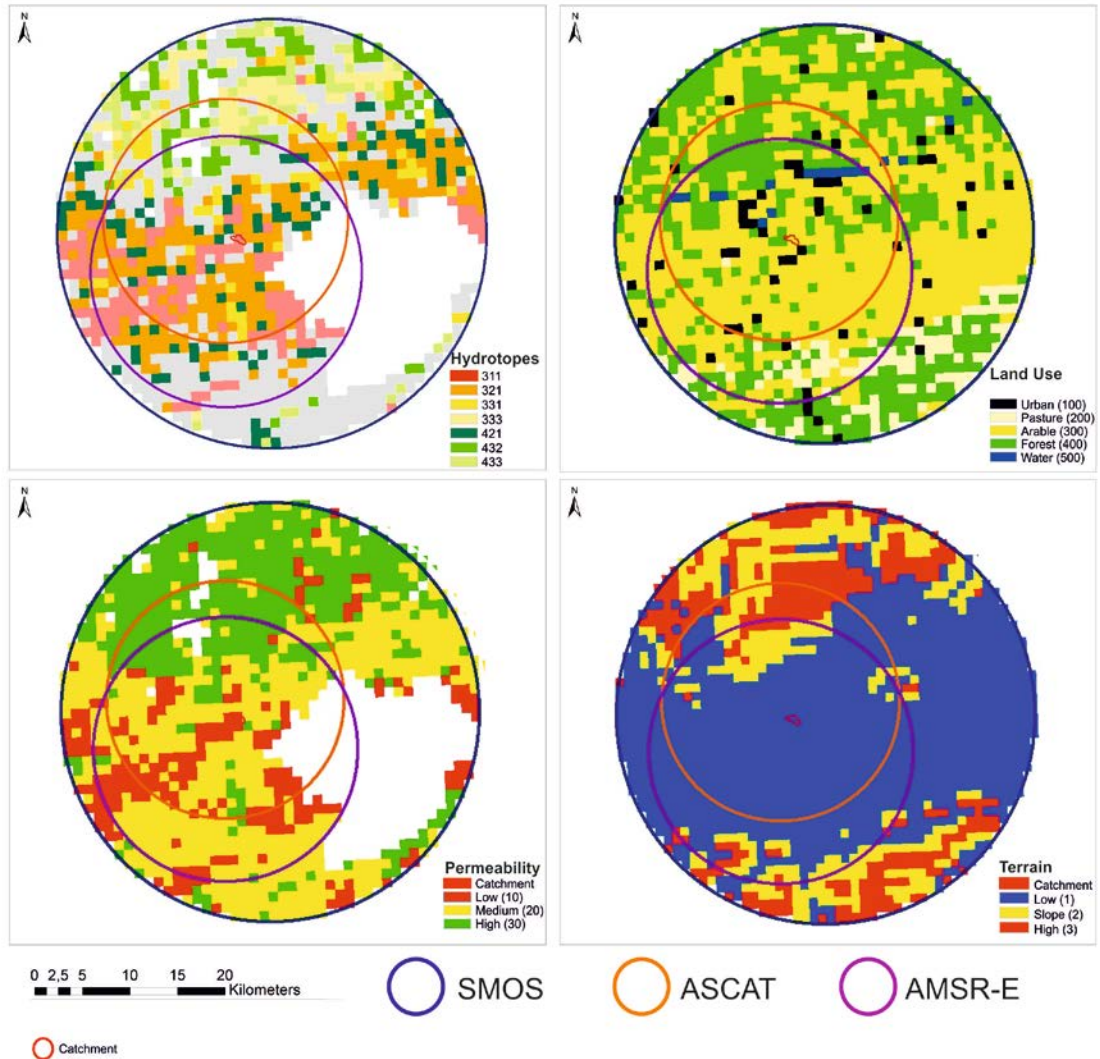 N
Hydrotopes
311
321
331
333
421
432
433
N
Land Use
Urban (100)
Pasture (200)
Arable (300)
Forest (400)
Water (500)
N
Permeability
Catchment
Low (10)
Medium (20)
High (30)
N
Terrain
Catchment
Low (1)
Slope (2)
High (3)
0 2,5 5 10 15 20
Kilometers
SMOS
ASCAT
AMSR-E
Catchment